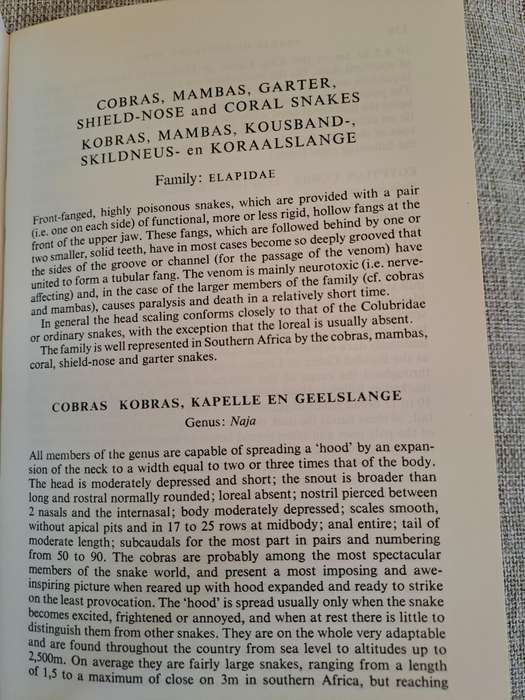 COBRAS, MAMBAS, GARTER,
SHIELD-NOSE and CORAL SNAKES
KOBRAS, MAMBAS, KOUSBAND-,
SKILDNEUS- en KORAALSLANGE
Family: ELAPIDAE
Front-fanged, highly poisonous snakes, which are provided with a pair
(i.e. one on each side) of functional, more or less rigid, hollow fangs at the
front of the upper jaw. These fangs, which are followed behind by one or
two smaller, solid teeth, have in most cases become so deeply grooved that
the sides of the groove or channel (for the passage of the venom) have
united to form a tubular fang. The venom is mainly neurotoxic (i.e. nerve-
affecting) and, in the case of the larger members of the family (cf. cobras
and mambas), causes paralysis and death in a relatively short time.
In general the head scaling conforms closely to that of the Colubridae
or ordinary snakes, with the exception that the loreal is usually absent.
The family is well represented in Southern Africa by the cobras, mambas,
coral, shield-nose and garter snakes.
COBRAS KOBRAS, KAPELLE EN GEELSLANGE
Genus: Naja
All members of the genus are capable of spreading a 'hood' by an expan-
sion of the neck to a width equal to two or three times that of the body.
The head is moderately depressed and short; the snout is broader than
long and rostral normally rounded; loreal absent; nostril pierced between
2 nasals and the internasal; body moderately depressed; scales smooth,
without apical pits and in 17 to 25 rows at midbody; anal entire; tail of
moderate length; subcaudals for the most part in pairs and numbering
from 50 to 90. The cobras are probably among the most spectacular
members of the snake world, and present a most imposing and awe-
inspiring picture when reared up with hood expanded and ready to strike
on the least provocation. The 'hood' is spread usually only when the snake
becomes excited, frightened or annoyed, and when at rest there is little to
distinguish them from other snakes. They are on the whole very adaptable
and are found throughout the country from sea level to altitudes up to
2,500m. On average they are fairly large snakes, ranging from a length
of 1,5 to a maximum of close on 3m in southern Africa, but reaching